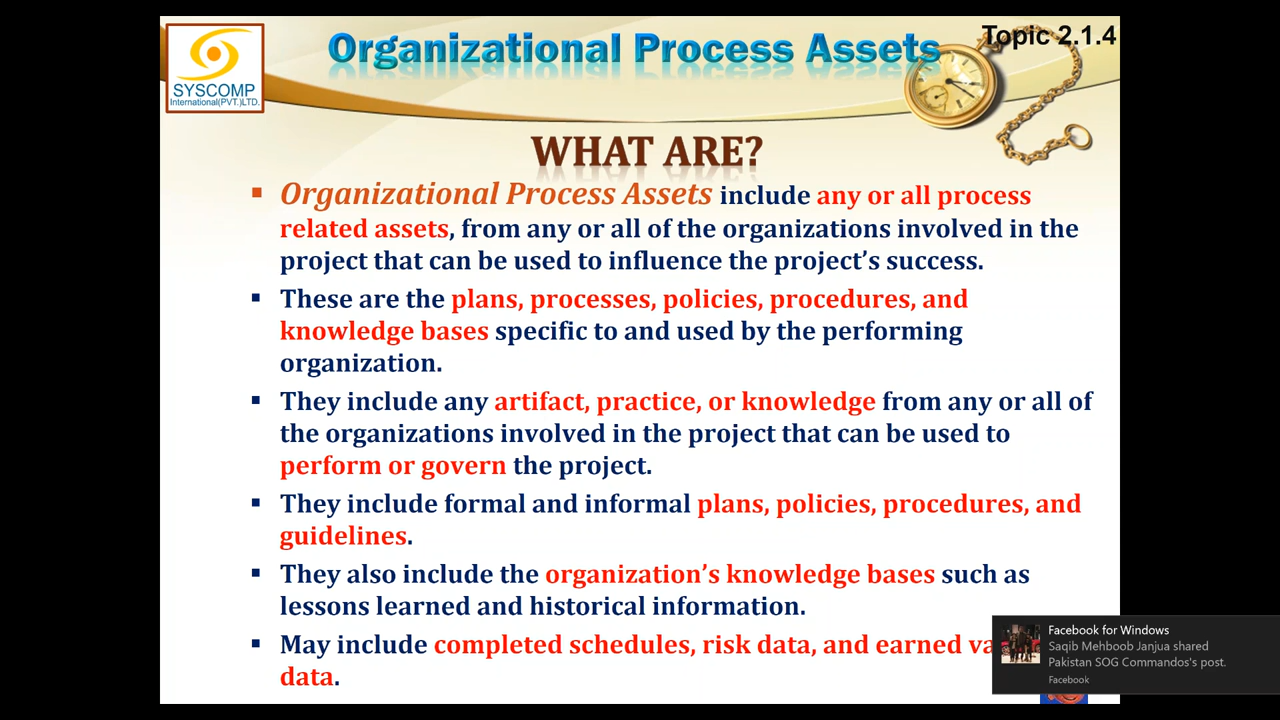 SYSCOMP
International(PVT.)LTD.
Organizational Process Assets
Topic 2.1.4
WHAT ARE?
▪ Organizational Process Assets include any or all process
related assets, from any or all of the organizations involved in the
project that can be used to influence the project’s success.
▪ These are the plans, processes, policies, procedures, and
knowledge bases specific to and used by the performing
organization.
▪ They include any artifact, practice, or knowledge from any or all of
the organizations involved in the project that can be used to
perform or govern the project.
▪ They include formal and informal plans, policies, procedures, and
guidelines.
▪ They also include the organization’s knowledge bases such as
lessons learned and historical information.
▪ May include completed schedules, risk data, and earned
data.
Facebook for Windows
Saqib Mehboob Janjua shared
Pakistan SOG Commandos's post.
Facebook